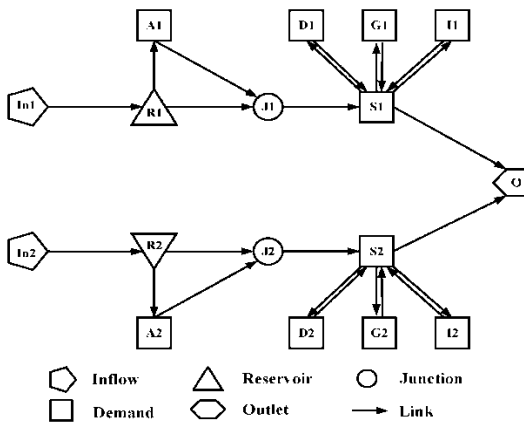 A1 D1 G1 I1
In1 R1 J1 S1
O
In2 R2 J2 S2
A2 D2 G2 I2
Inflow Reservoir Junction
Demand Outlet Link